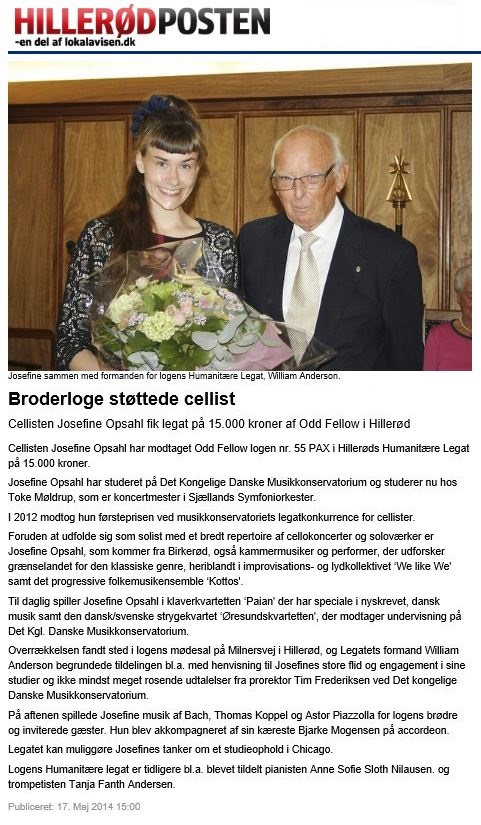 HILLERØDPOSTEN
-en del af lokalavisen.dk
Josefine sammen med formanden for logens Humanitære Legat, William Anderson.
Broderloge støttede cellist
Cellisten Josefine Opsahl fik legat på 15.000 kroner af Odd Fellow i Hillerød
Cellisten Josefine Opsahl har modtaget Odd Fellow logen nr. 55 PAX i Hillerøds Humanitære Legat
på 15.000 kroner.
Josefine Opsahl har studeret på Det Kongelige Danske Musikkonservatorium og studerer nu hos
Toke Møldrup, som er koncertmester i Sjællands Symfoniorkester.
I 2012 modtog hun førsteprisen ved musikkonservatoriets legatkonkurrence for cellister.
Foruden at udfolde sig som solist med et bredt repertoire af cellokoncerter og soloværker er
Josefine Opsahl, som kommer fra Birkerød, også kammermusiker og performer, der udforsker
grænselandet for den klassiske genre, heriblandt i improvisations- og lydkollektivet 'We like We'
samt det progressive folkemusikensemble 'Kottos'.
Til daglig spiller Josefine Opsahl i klaverkvartetten 'Paian' der har speciale i nyskrevet, dansk
musik samt den dansk/svenske strygekvartet 'Øresundskvartetten', der modtager undervisning på
Det Kgl. Danske Musikkonservatorium.
Overrækkelsen fandt sted i logens mødesal på Milnersvej i Hillerød, og Legatets formand William
Anderson begrundede tildelingen bl.a. med henvisning til Josefines store flid og engagement i sine
studier og ikke mindst meget rosende udtalelser fra prorektor Tim Frederiksen ved Det kongelige
Danske Musikkonservatorium.
På aftenen spillede Josefine musik af Bach, Thomas Koppel og Astor Piazzolla for logens brødre
og inviterede gæster. Hun blev akkompagneret af sin kæreste Bjarke Mogensen på accordeon.
Legatet kan muliggøre Josefines tanker om et studieophold i Chicago.
Logens Humanitære legat er tidligere bl.a. blevet tildelt pianisten Anne Sofie Sloth Nilausen. og
trompetisten Tanja Fanth Andersen.
Publiceret: 17. Maj 2014 15:00